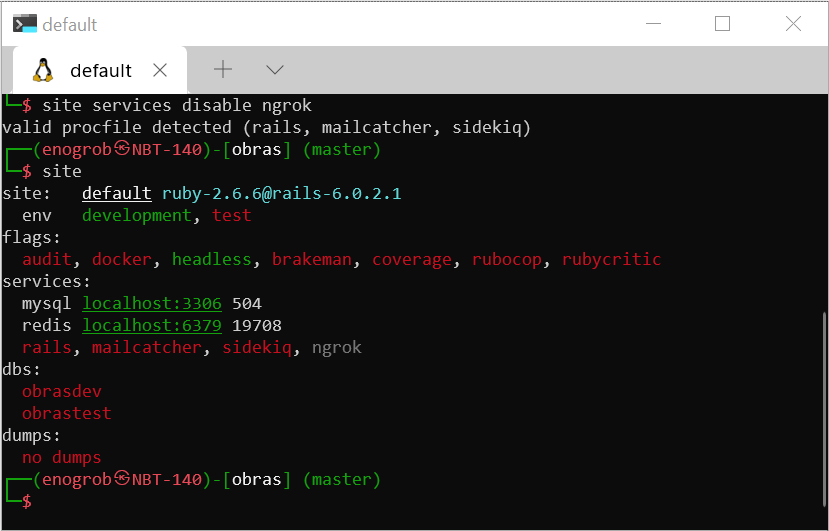 default
default
$ site services disable ngrok
valid procfile detected (rails, mailcatcher, sidekiq)
(enogrob㉿NBT-140)-[obras] (master)
$ site
site: default ruby-2.6.6@rails-6.0.2.1
env development, test
flags:
audit, docker, headless, brakeman, coverage, rubocop, rubycritic
services:
mysql localhost:3306 504
redis localhost:6379 19708
rails, mailcatcher, sidekiq, ngrok
dbs:
obrasdev
obrastest
dumps:
no dumps
(enogrob㉿NBT-140)-[obras] (master)
$